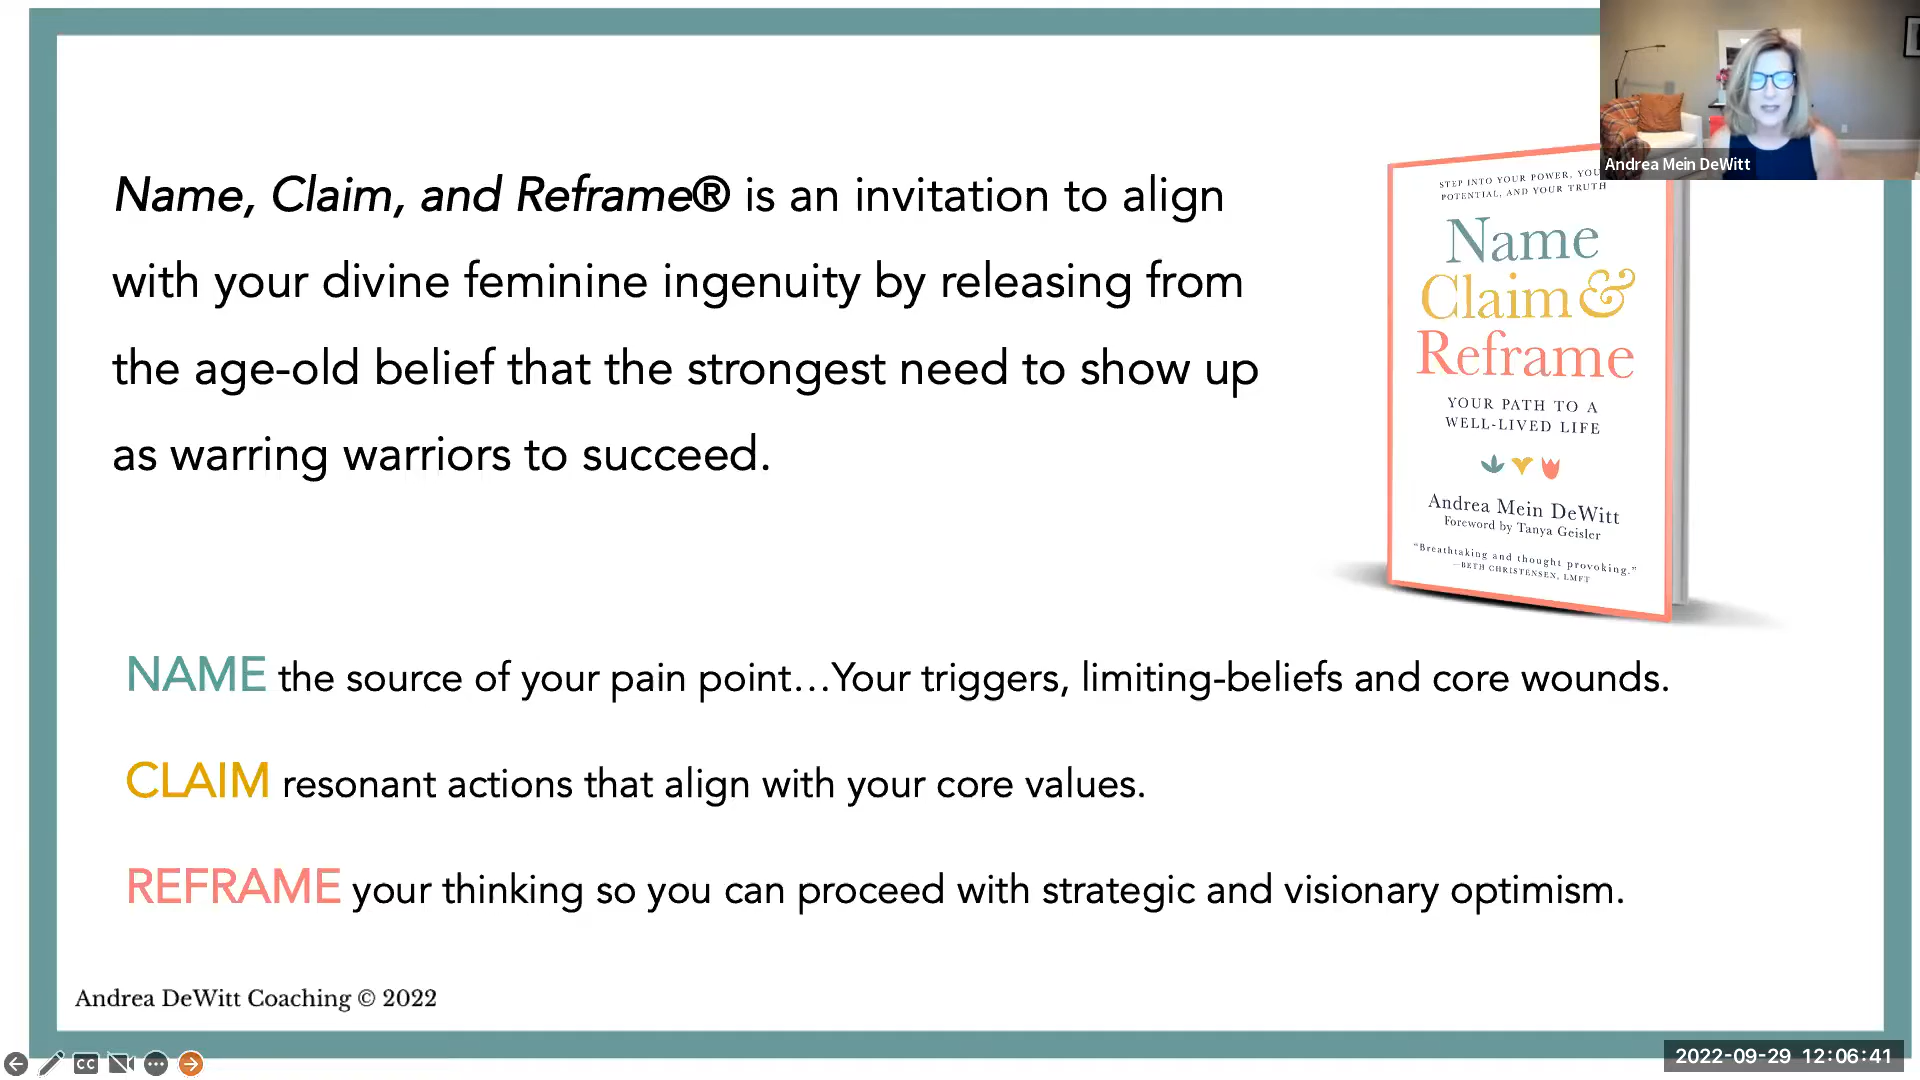 Name, Claim, and Reframe® is an invitation to align
with your divine feminine ingenuity by releasing from
the age-old belief that the strongest need to show up
as warring warriors to succeed.
Andrea Mein DeWitt
STEP INTO YOUR POWER, YOU
POTENTIAL, AND YOUR TRUTH
Name
Claim &
Reframe
YOUR PATH TO A
WELL-LIVED LIFE
Andrea Mein DeWitt
Foreword by Tanya Geisler
"Breathtaking and thought provoking."
—BETH CHRISTENSEN, LMFT
NAME the source of your pain point...Your triggers, limiting-beliefs and core wounds.
CLAIM resonant actions that align with your core values.
REFRAME your thinking so you can proceed with strategic and visionary optimism.
Andrea DeWitt Coaching © 2022
CC
2022-09-29 12:06:41